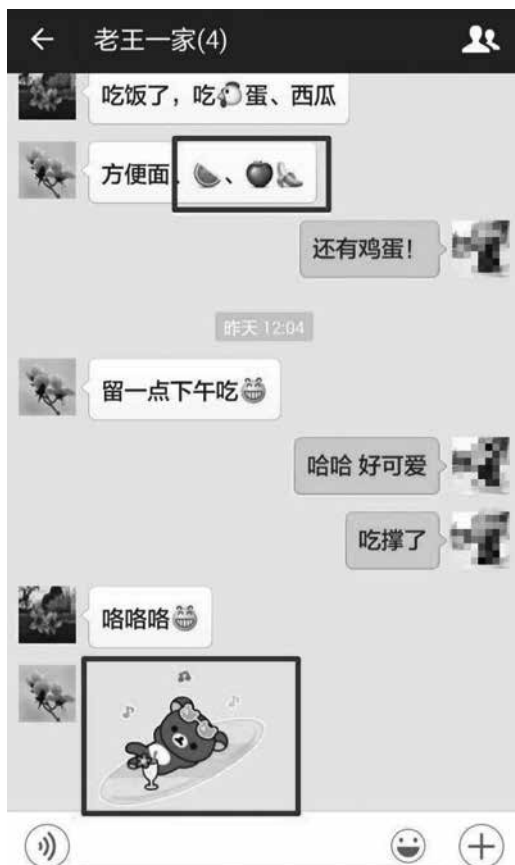 老王一家(4)
吃饭了，吃🐔蛋、西瓜
方便面、🍉、🍎🍌
还有鸡蛋！
昨天 12:04
留一点下午吃😁
哈哈 好可爱
吃撑了
咯咯咯😁